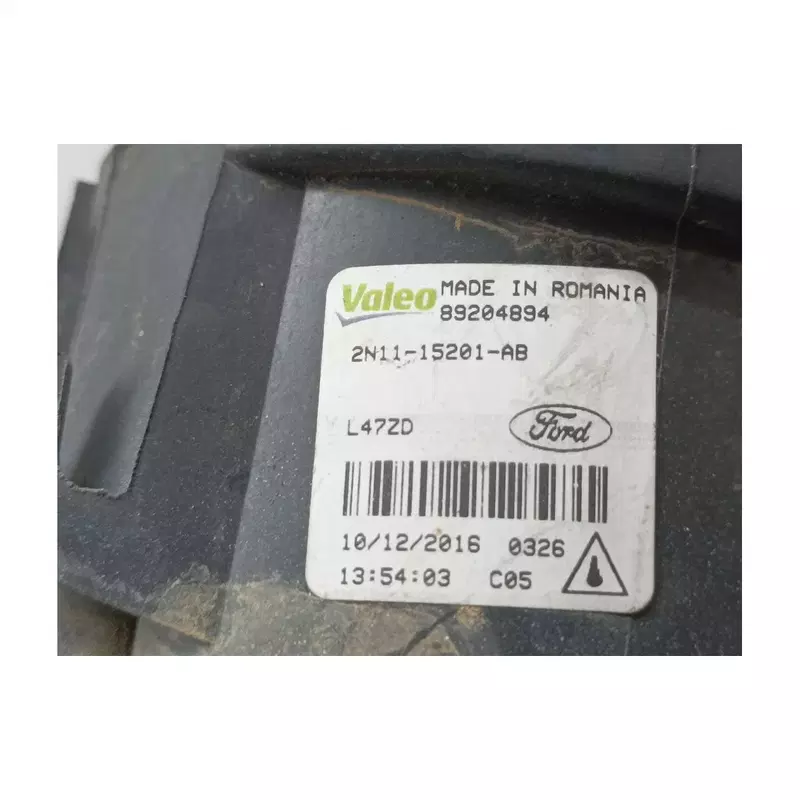 Valeo MADE IN ROMANIA
89204894
2N11-15201-AB
L47ZD Ford
10/12/2016 0326
13:54:03 C05